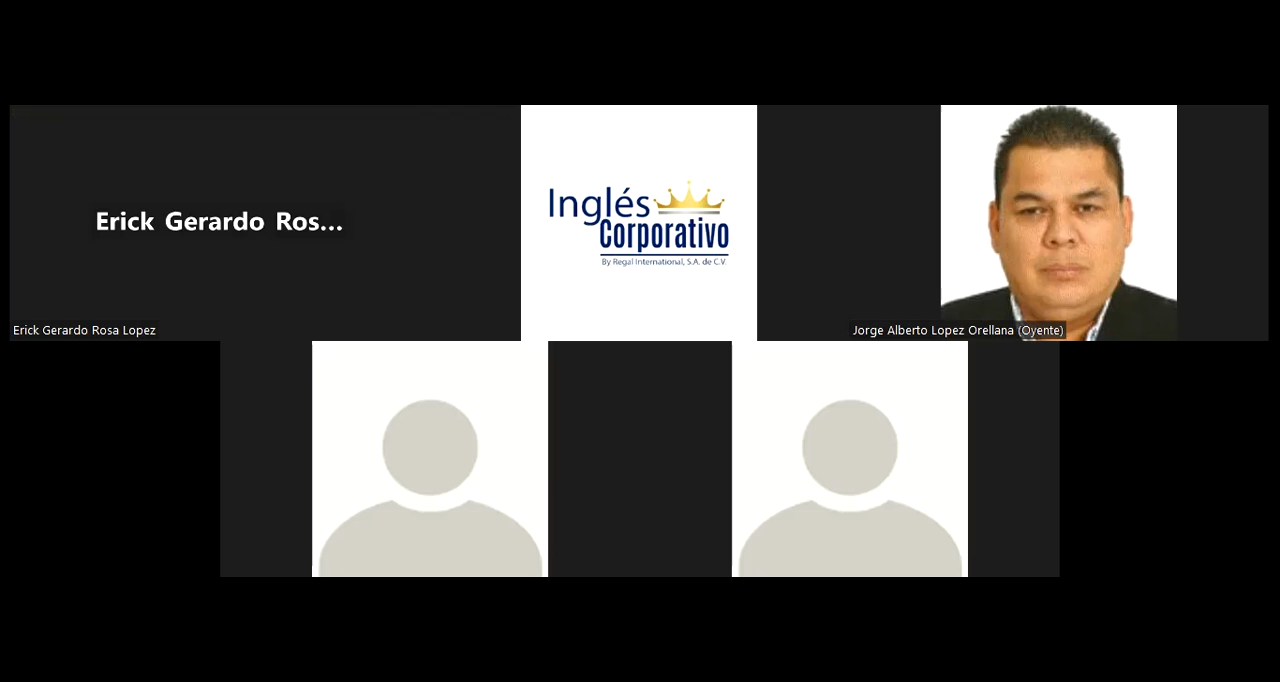 Erick Gerardo Ros...
Erick Gerardo Rosa Lopez
Inglés
Corporativo
By Regal International, S.A. de C.V.
Jorge Alberto Lopez Orellana (Oyente)